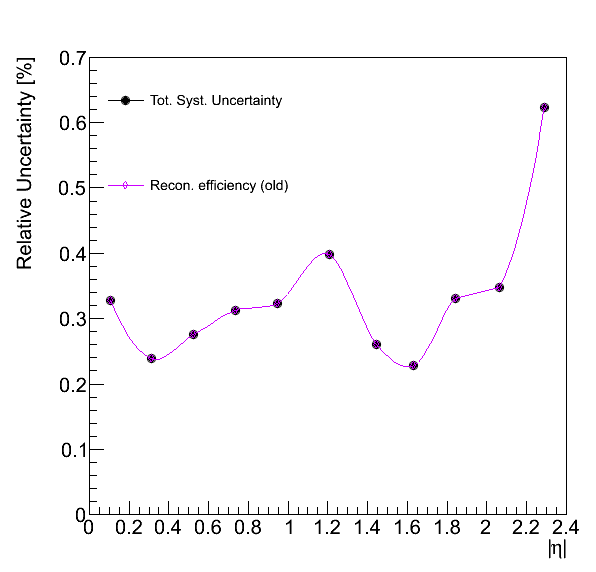 Relative Uncertainty [%]
0.7
0.6
0.5
0.4
0.3
0.2
0.1
0
Tot. Syst. Uncertainty
Recon. efficiency (old)
0 0.2 0.4 0.6 0.8 1 1.2 1.4 1.6 1.8 2 2.2 2.4
|η|